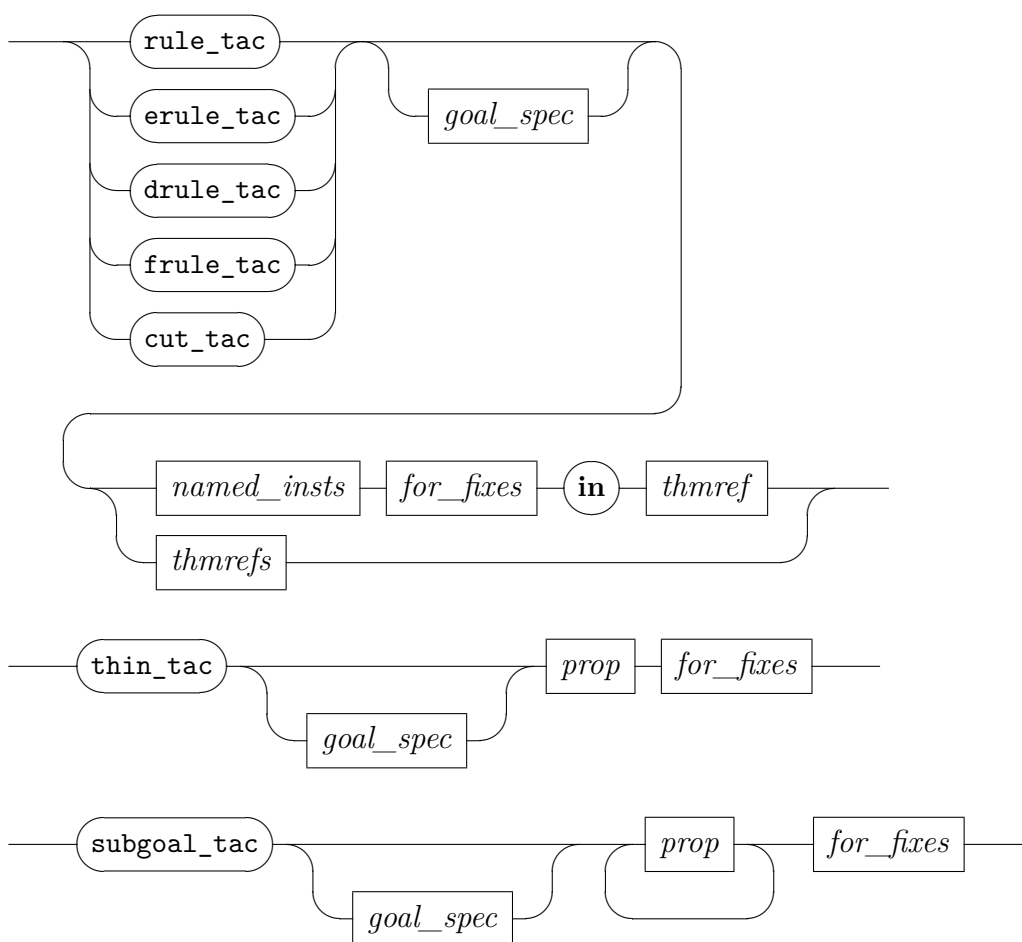 rule_tac
erule_tac goal_spec
drule_tac
frule_tac
cut_tac
named_insts for_fixes in thmref
thmrefs
thin_tac prop for_fixes
goal_spec
subgoal_tac prop for_fixes
goal_spec